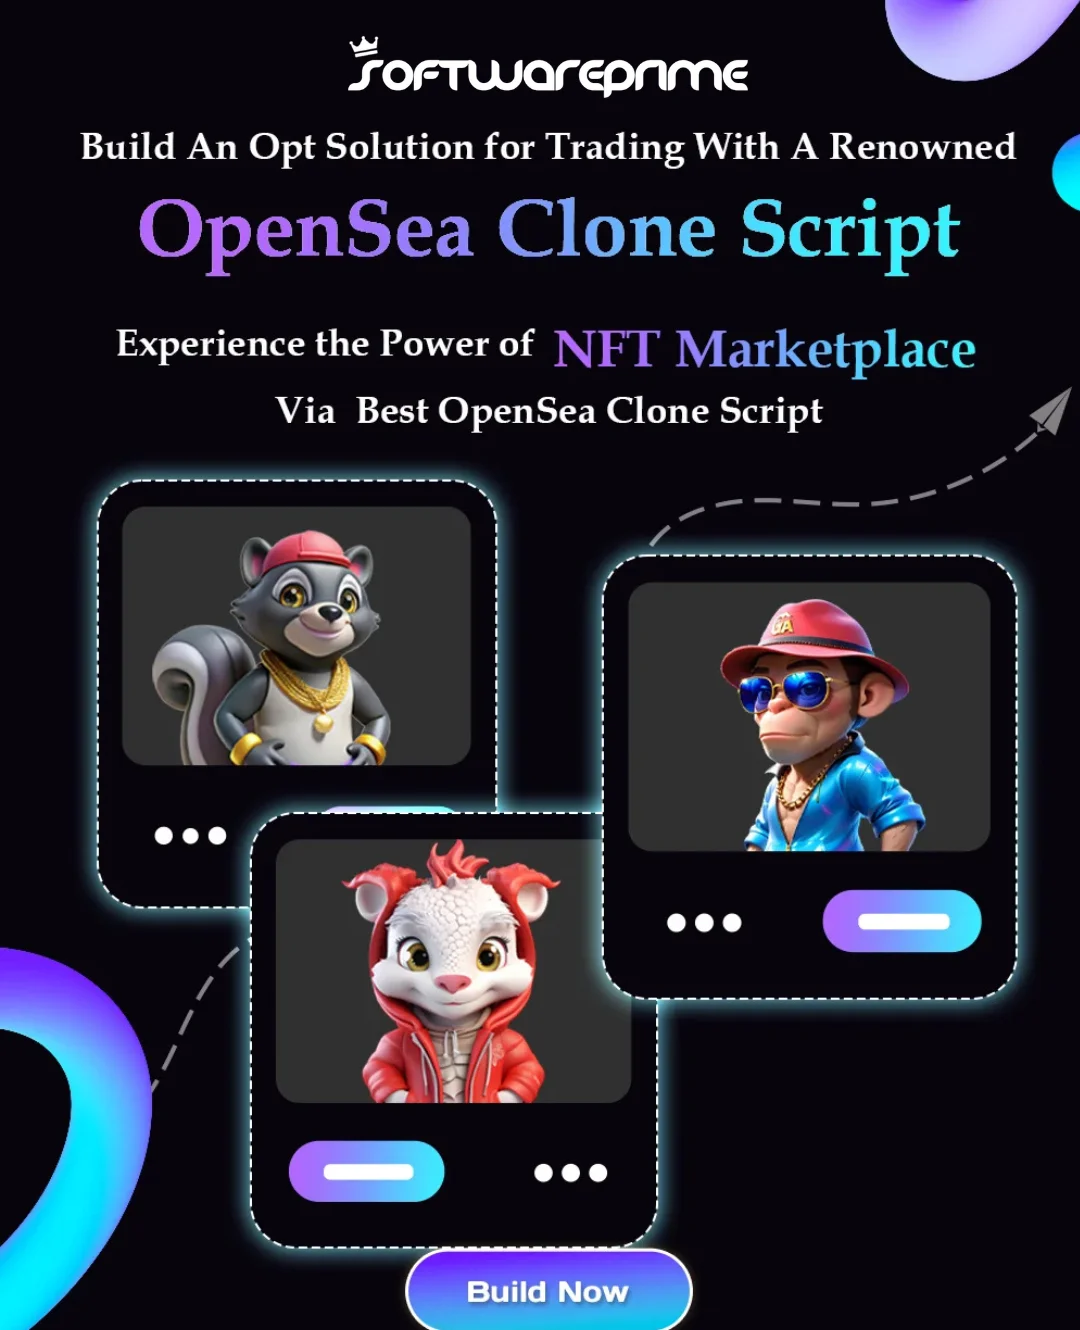 SOFTWAREPRIME
Build An Opt Solution for Trading With A Renowned
OpenSea Clone Script
Experience the Power of NFT Marketplace
Via Best OpenSea Clone Script
GA
Build Now